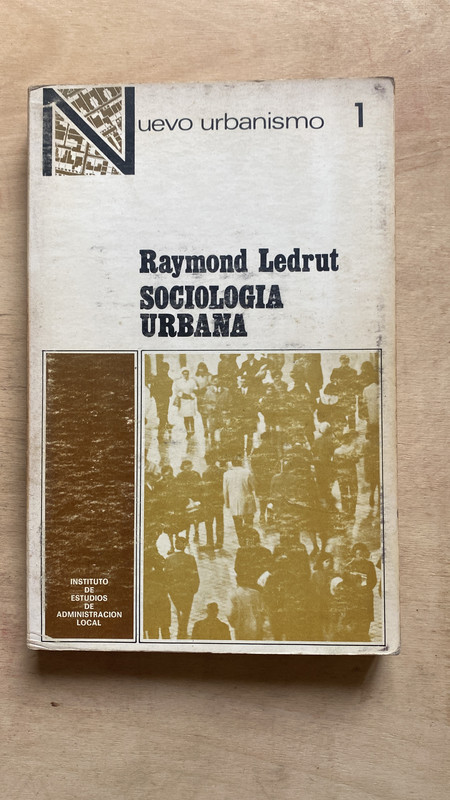 Nuevo urbanismo 1
Raymond Ledrut
SOCIOLOGIA
URBANA
INSTITUTO
DE
ESTUDIOS
DE
ADMINISTRACION
LOCAL